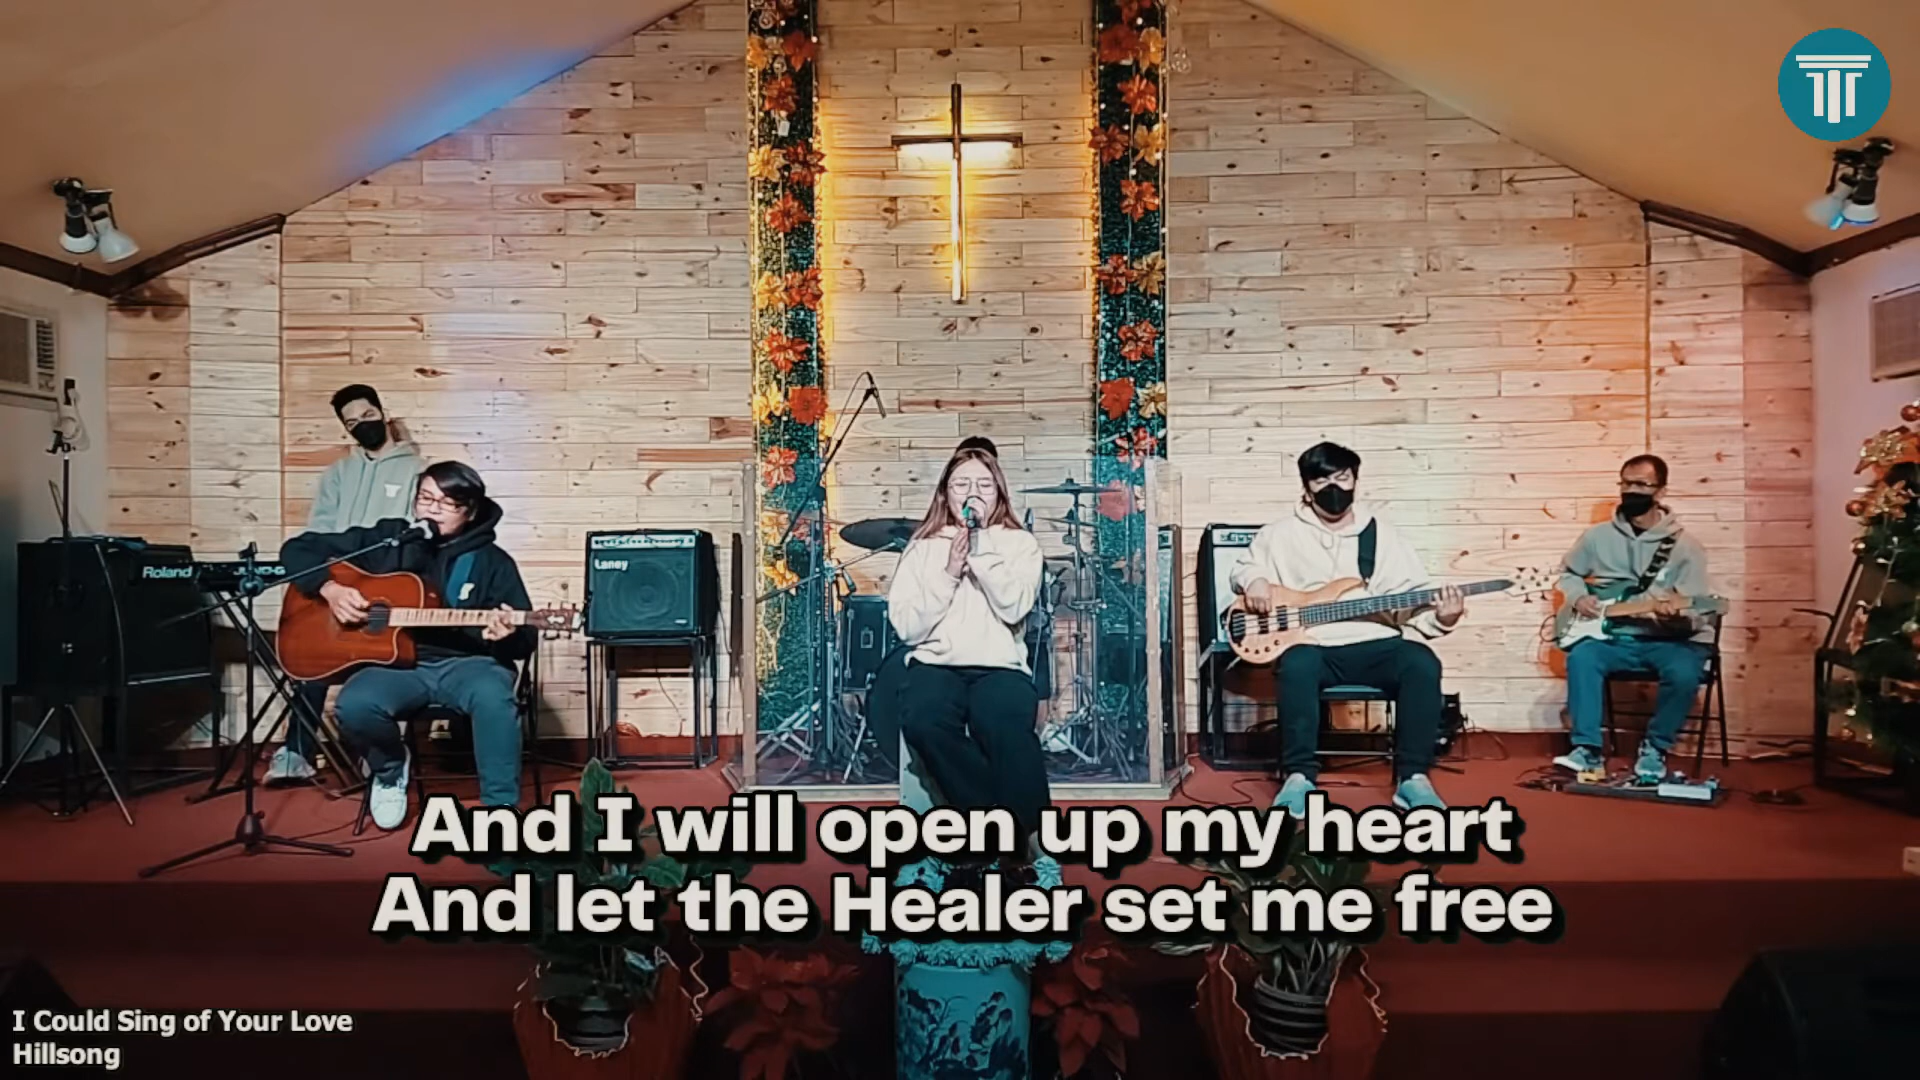 Roland
JUNO-G
Laney
And I will open up my heart
And let the Healer set me free
I Could Sing of Your Love
Hillsong